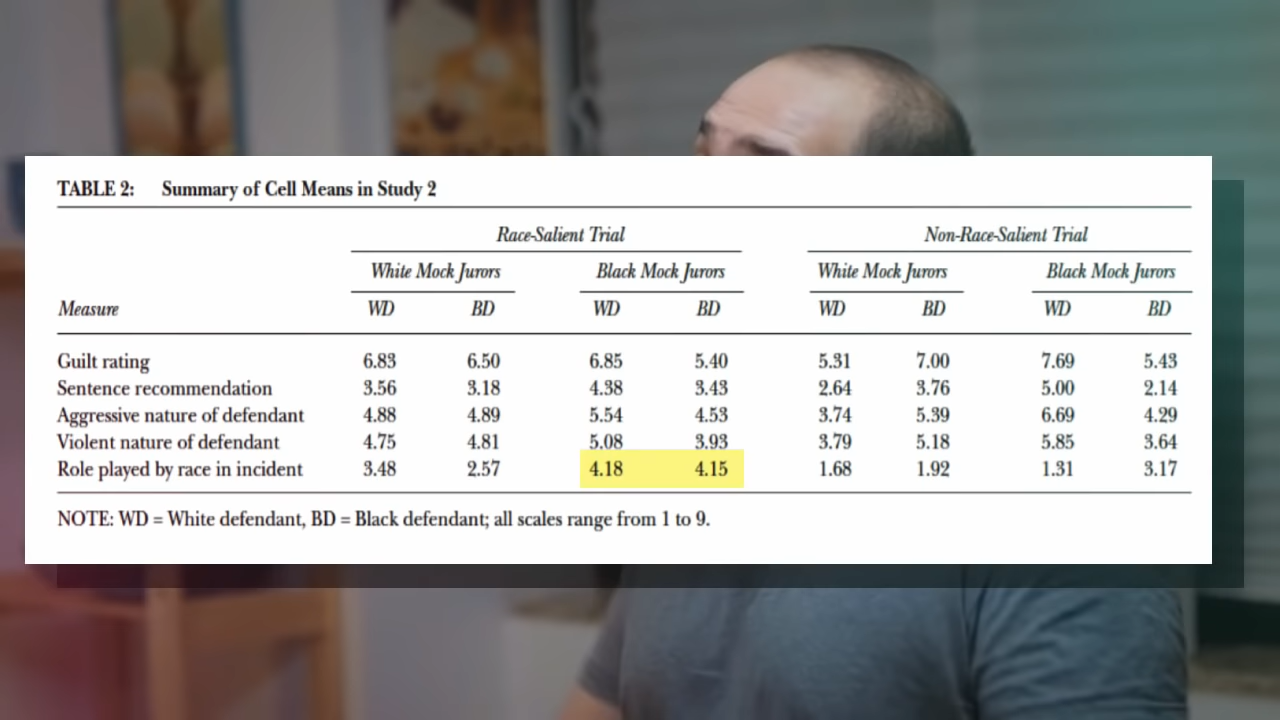 TABLE 2: Summary of Cell Means in Study 2
Race-Salient Trial Non-Race-Salient Trial
White Mock Jurors Black Mock Jurors White Mock Jurors Black Mock Jurors
Measure WD BD WD BD WD BD WD BD
Guilt rating 6.83 6.50 6.85 5.40 5.31 7.00 7.69 5.43
Sentence recommendation 3.56 3.18 4.38 3.43 2.64 3.76 5.00 2.14
Aggressive nature of defendant 4.88 4.89 5.54 4.53 3.74 5.39 6.69 4.29
Violent nature of defendant 4.75 4.81 5.08 3.93 3.79 5.18 5.85 3.64
Role played by race in incident 3.48 2.57 4.18 4.15 1.68 1.92 1.31 3.17
NOTE: WD = White defendant, BD = Black defendant; all scales range from 1 to 9.